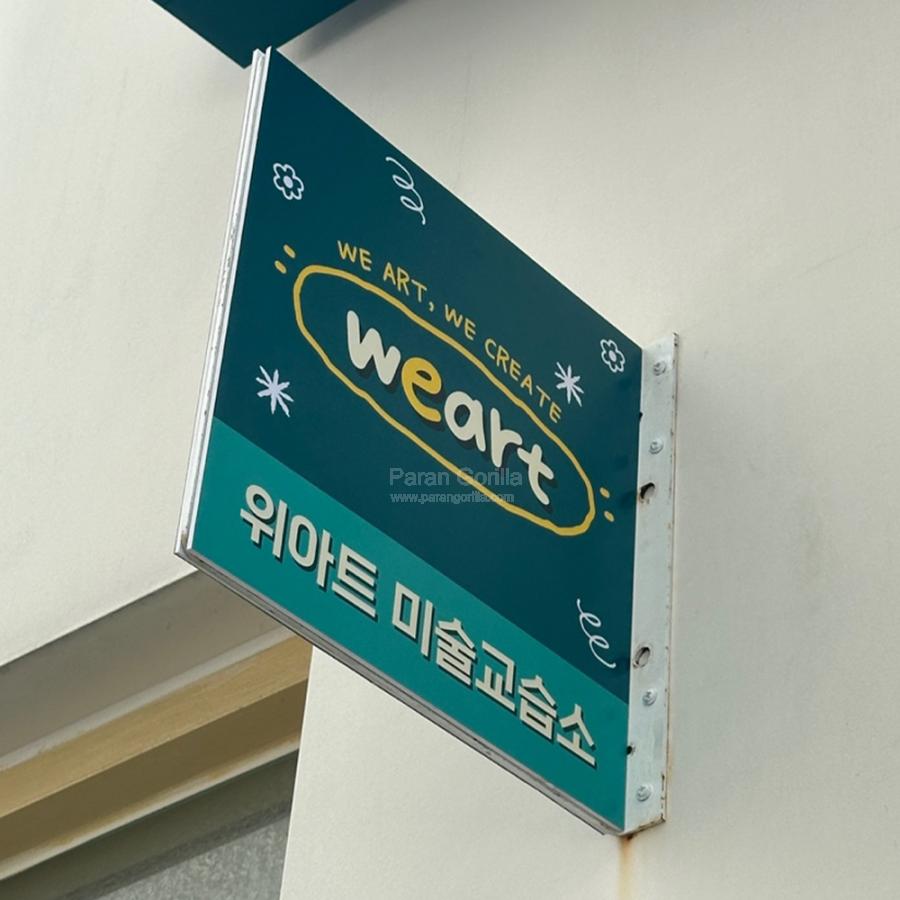 WE ART, WE CREATE
weart
위아트 미술교습소
Paran Gorilla
www.parangorilla.com